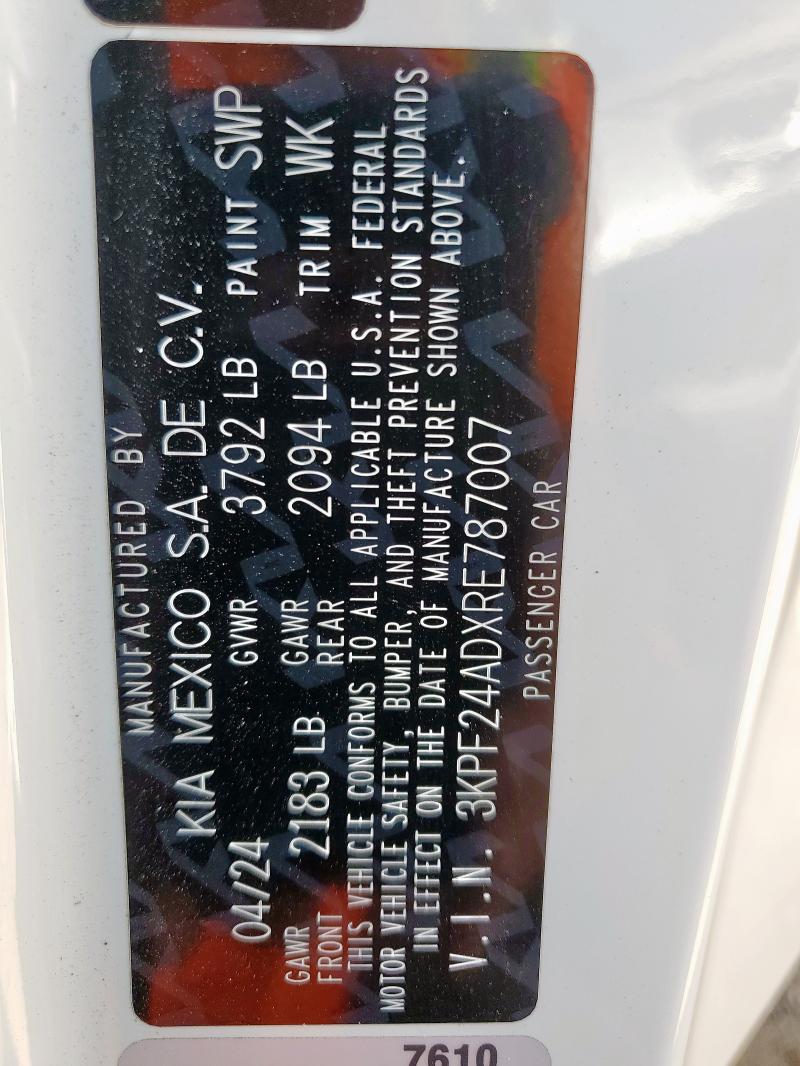 MANUFACTURED BY
KIA MEXICO S.A. DE C.V.
04/24 GVWR 3792 LB PAINT SWP
GAWR FRONT 2183 LB GAWR REAR 2094 LB TRIM WK
THIS VEHICLE CONFORMS TO ALL APPLICABLE U.S.A. FEDERAL
MOTOR VEHICLE SAFETY, BUMPER, AND THEFT PREVENTION STANDARDS
IN EFFECT ON THE DATE OF MANUFACTURE SHOWN ABOVE.
V.I.N. 3KPF24ADXRE787007
PASSENGER CAR
7610